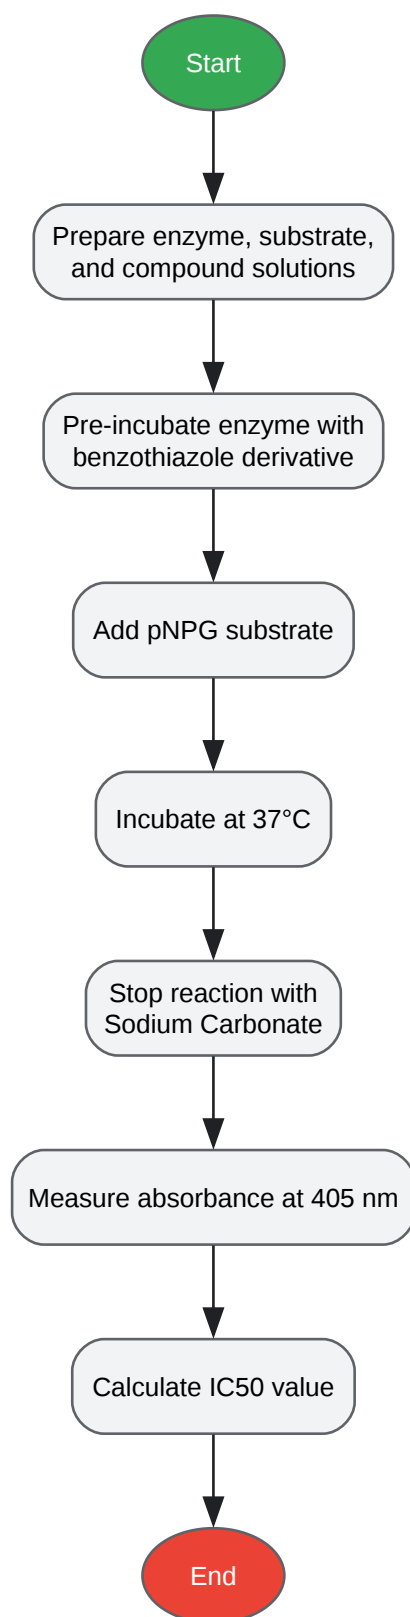 Start
Prepare enzyme, substrate,
and compound solutions
Pre-incubate enzyme with
benzothiazole derivative
Add pNPG substrate
Incubate at 37°C
Stop reaction with
Sodium Carbonate
Measure absorbance at 405 nm
Calculate IC50 value
End